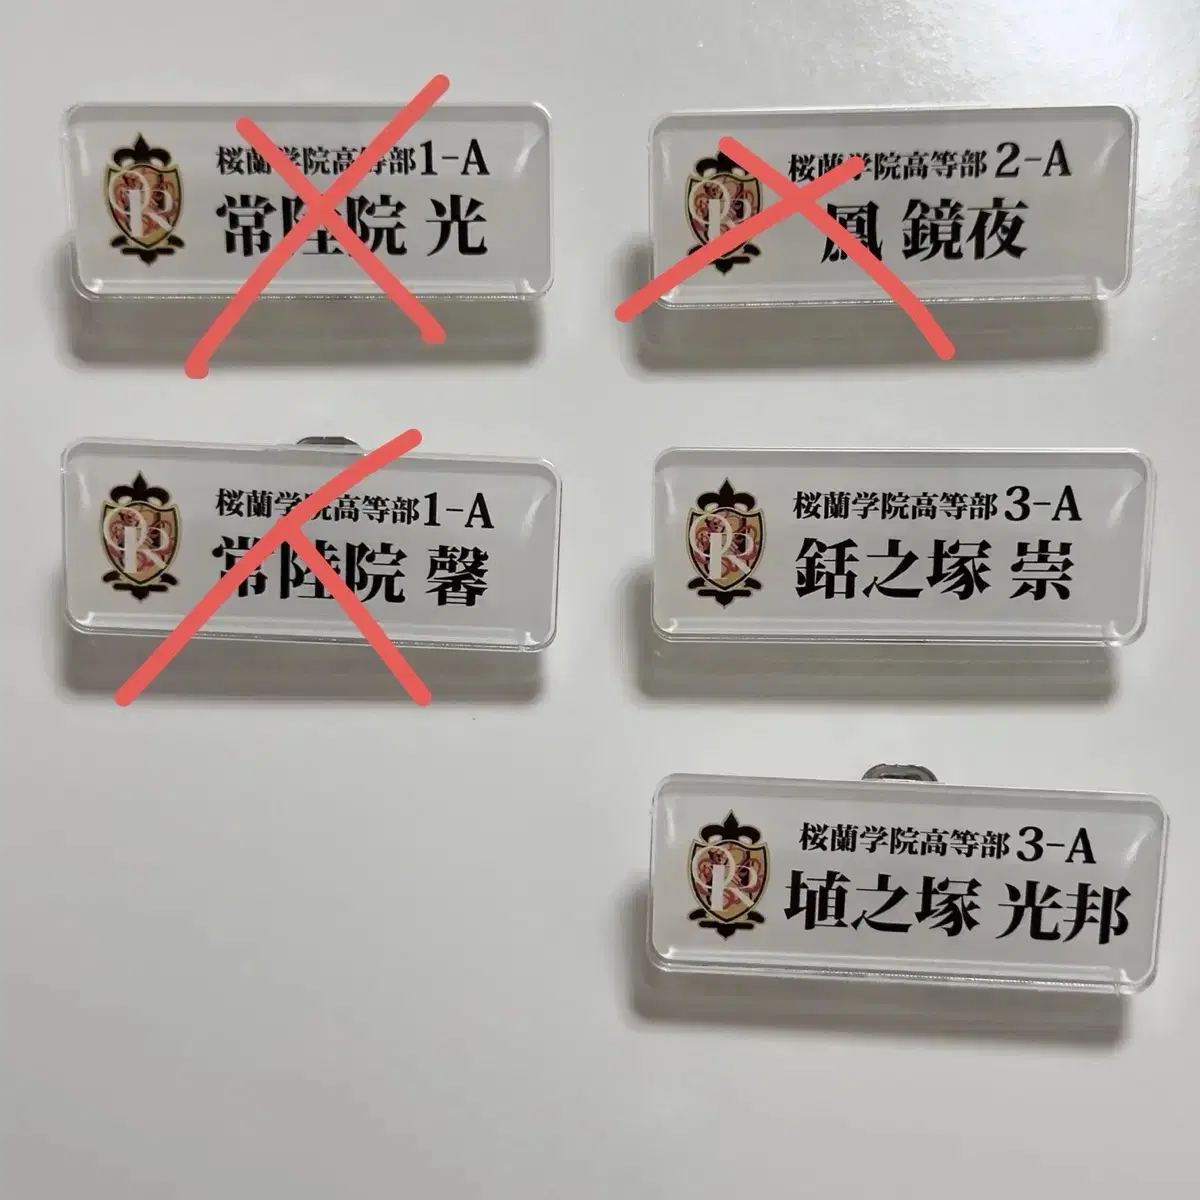 桜蘭学院高等部1-A
常陸院 光
桜蘭学院高等部2-A
鳳 鏡夜
桜蘭学院高等部1-A
常陸院 馨
桜蘭学院高等部3-A
銛之塚 崇
桜蘭学院高等部3-A
埴之塚 光邦